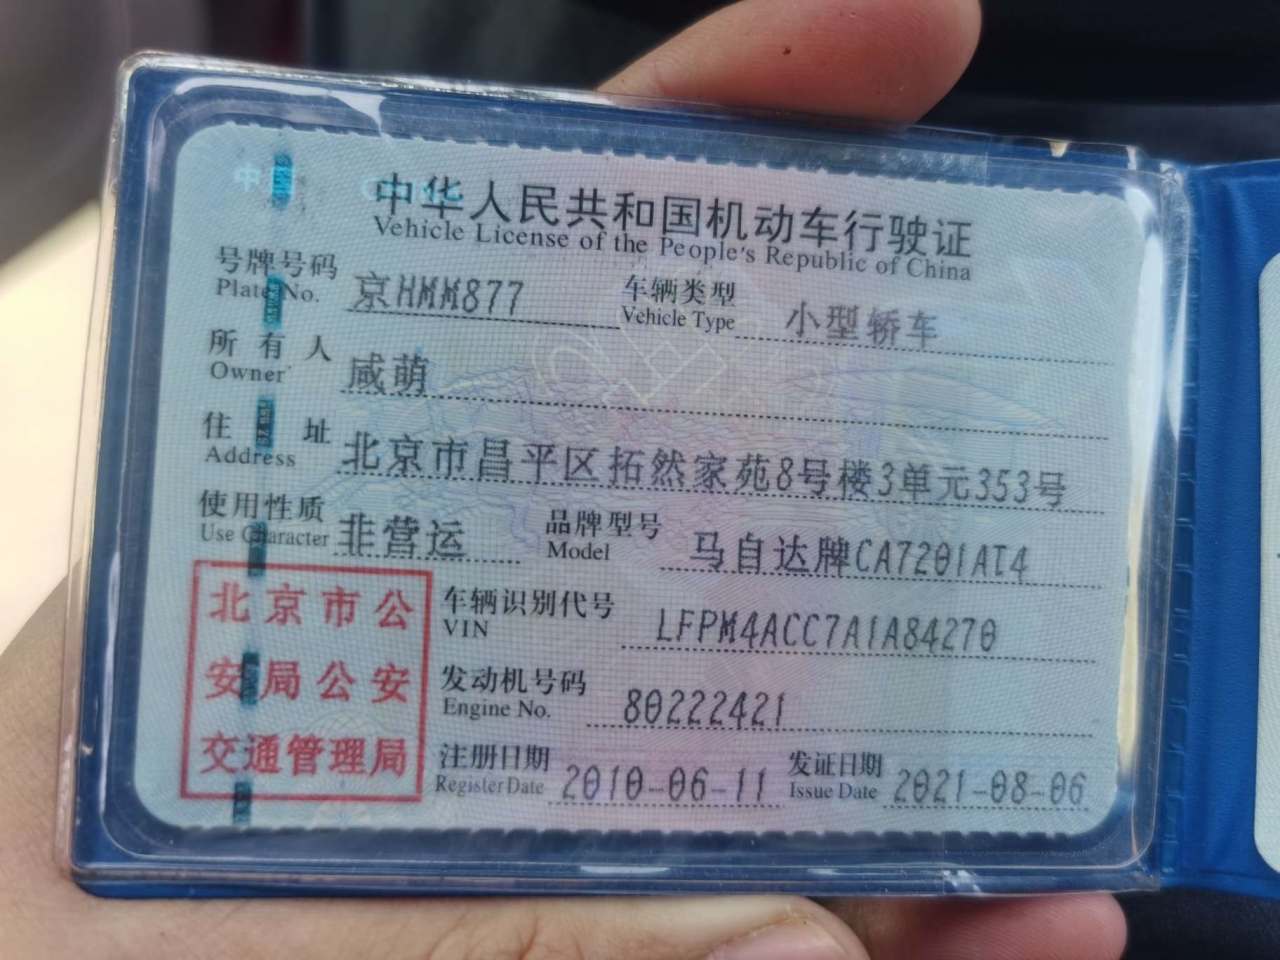 中华人民共和国机动车行驶证
Vehicle License of the People's Republic of China
号牌号码 京HMM877 车辆类型 小型轿车
Plate No. Vehicle Type
所有人 咸萌
Owner
住址 北京市昌平区拓然家苑8号楼3单元353号
Address
使用性质 非营运 品牌型号 马自达牌CA7201AT4
Use Character Model
北京市公
安局公安
交通管理局
车辆识别代号 LFPM4ACC7A1A84270
VIN
发动机号码 80222421
Engine No.
注册日期 2010-06-11 发证日期 2021-08-06
Register Date Issue Date